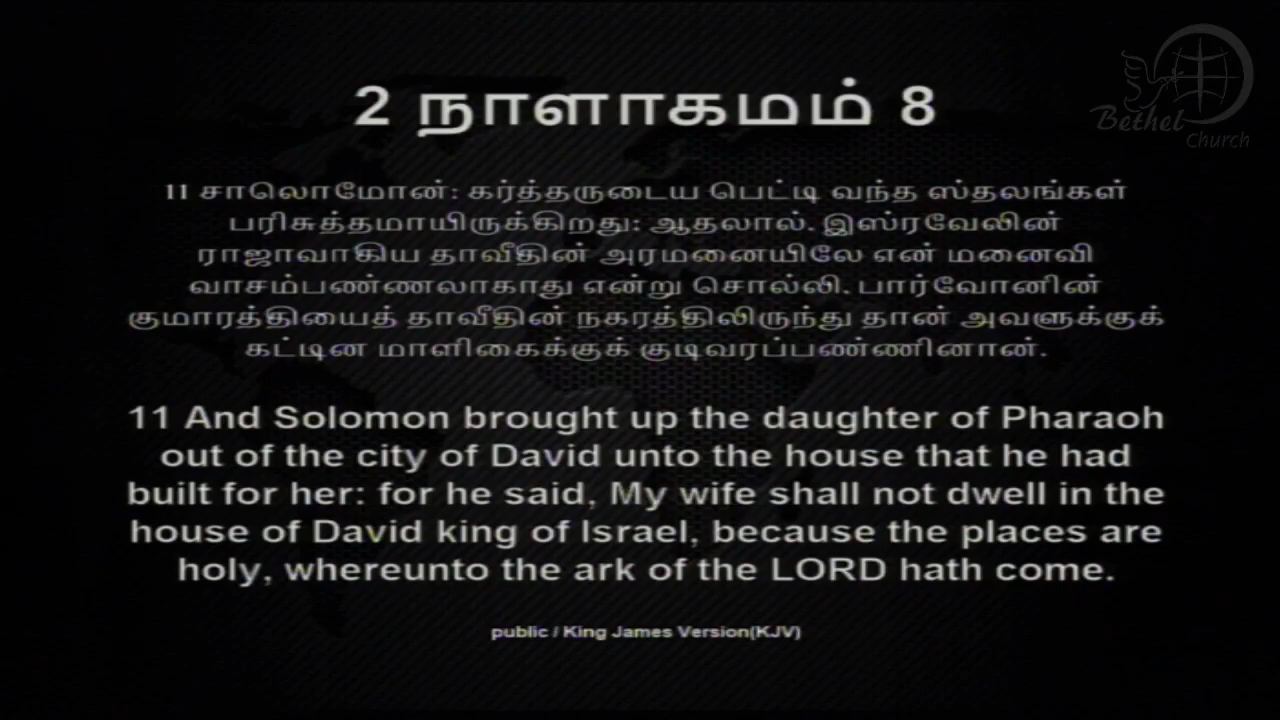 Bethel
Church
2 நாளாகமம் 8
11 சாலொமோன்: கர்த்தருடைய பெட்டி வந்த ஸ்தலங்கள்
பரிசுத்தமாயிருக்கிறது: ஆதலால். இஸ்ரவேலின்
ராஜாவாகிய தாவீதின் அரமனையிலே என் மனைவி
வாசம்பண்ணலாகாது என்று சொல்லி. பார்வோனின்
குமாரத்தியைத் தாவீதின் நகரத்திலிருந்து தான் அவளுக்குக்
கட்டின மாளிகைக்குக் குடிவரப்பண்ணினான்.
11 And Solomon brought up the daughter of Pharaoh
out of the city of David unto the house that he had
built for her: for he said, My wife shall not dwell in the
house of David king of Israel, because the places are
holy, whereunto the ark of the LORD hath come.
public / King James Version(KJV)